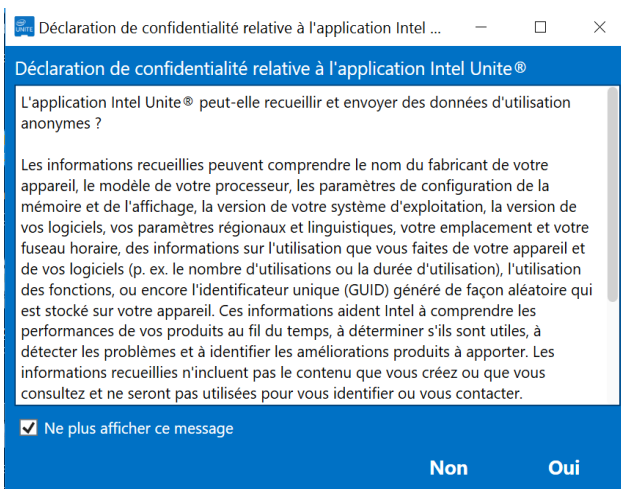 Déclaration de confidentialité relative à l'application Intel ...
Déclaration de confidentialité relative à l'application Intel Unite®
L'application Intel Unite® peut-elle recueillir et envoyer des données d'utilisation
anonymes ?
Les informations recueillies peuvent comprendre le nom du fabricant de votre
appareil, le modèle de votre processeur, les paramètres de configuration de la
mémoire et de l'affichage, la version de votre système d'exploitation, la version de
vos logiciels, vos paramètres régionaux et linguistiques, votre emplacement et votre
fuseau horaire, des informations sur l'utilisation que vous faites de votre appareil et
de vos logiciels (p. ex. le nombre d'utilisations ou la durée d'utilisation), l'utilisation
des fonctions, ou encore l'identificateur unique (GUID) généré de façon aléatoire qui
est stocké sur votre appareil. Ces informations aident Intel à comprendre les
performances de vos produits au fil du temps, à déterminer s'ils sont utiles, à
détecter les problèmes et à identifier les améliorations produits à apporter. Les
informations recueillies n'incluent pas le contenu que vous créez ou que vous
consultez et ne seront pas utilisées pour vous identifier ou vous contacter.
Ne plus afficher ce message
Non Oui